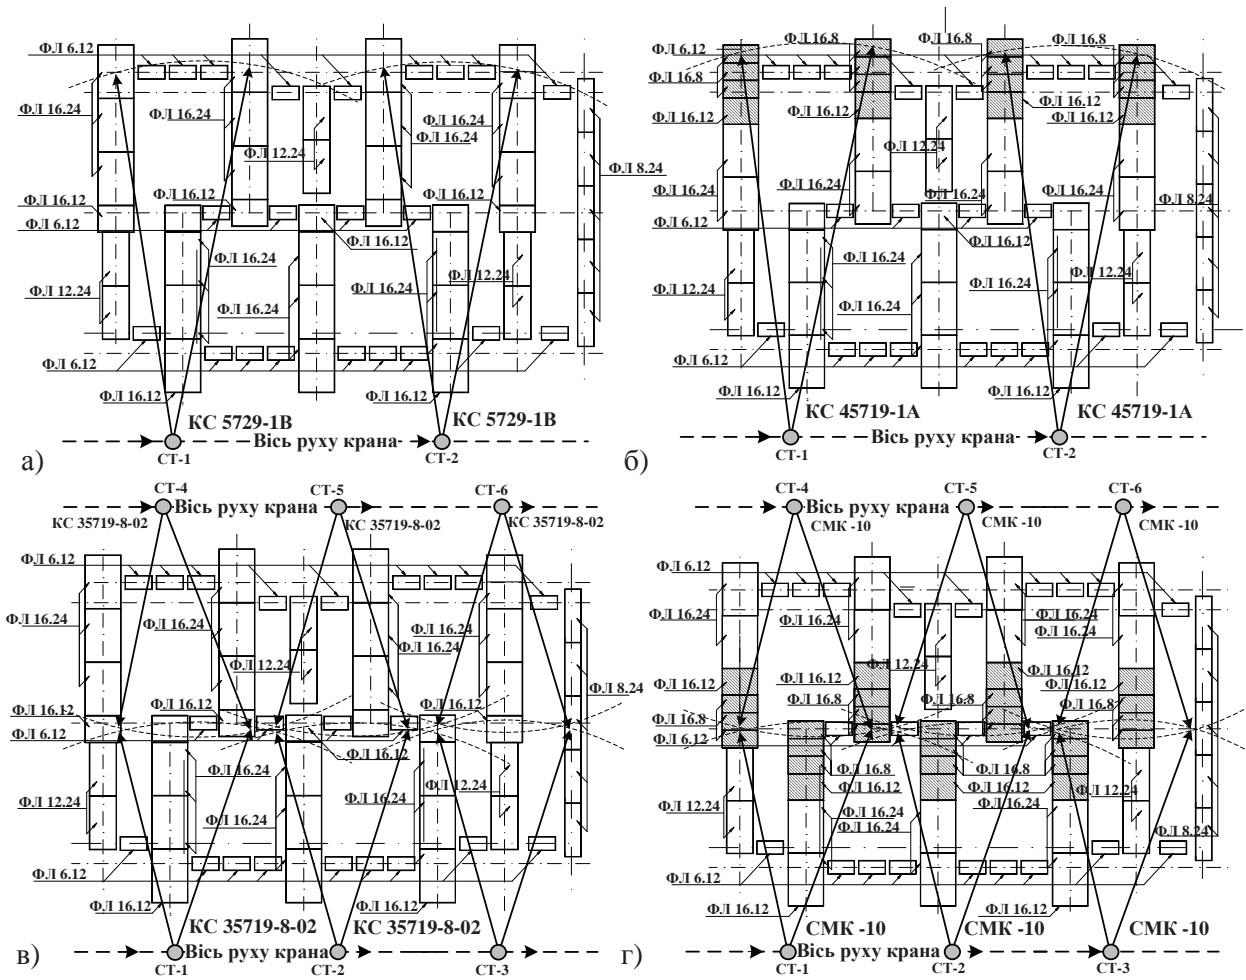 ФЛ 6.12
ФЛ 16.24
ФЛ 16.24
ФЛ 16.24
ФЛ 16.24
ФЛ 12.24
ФЛ 8.24
ФЛ 16.12
ФЛ 16.12
ФЛ 16.12
ФЛ 6.12
ФЛ 16.12
ФЛ 16.24
ФЛ 12.24
ФЛ 12.24
ФЛ 16.24
ФЛ 16.24
ФЛ 6.12
ФЛ 16.12
ФЛ 16.12
КС 5729-1В
КС 5729-1В
Вісь руху крана
а)
СТ-1
СТ-2
ФЛ 6.12
ФЛ 16.8
ФЛ 16.8
ФЛ 16.8
ФЛ 6.12
ФЛ 16.8
ФЛ 16.12
ФЛ 16.12
ФЛ 16.12
ФЛ 16.12
ФЛ 12.24
ФЛ 16.24
ФЛ 16.24
ФЛ 16.24
ФЛ 16.24
ФЛ 8.24
ФЛ 6.12
ФЛ 16.12
ФЛ 16.24
ФЛ 16.24
ФЛ 12.24
ФЛ 12.24
ФЛ 6.12
ФЛ 16.12
ФЛ 16.12
КС 45719-1А
КС 45719-1А
Вісь руху крана
б)
СТ-1
СТ-2
СТ-4
СТ-5
СТ-6
Вісь руху крана
КС 35719-8-02
КС 35719-8-02
КС 35719-8-02
ФЛ 6.12
ФЛ 16.24
ФЛ 16.24
ФЛ 16.24
ФЛ 16.24
ФЛ 12.24
ФЛ 8.24
ФЛ 16.12
ФЛ 16.12
ФЛ 16.12
ФЛ 6.12
ФЛ 16.12
ФЛ 16.24
ФЛ 12.24
ФЛ 12.24
ФЛ 16.24
ФЛ 16.24
ФЛ 6.12
ФЛ 16.12
ФЛ 16.12
КС 35719-8-02
КС 35719-8-02
Вісь руху крана
в)
СТ-1
СТ-2
СТ-3
СТ-4
СТ-5
СТ-6
Вісь руху крана
СМК -10
СМК -10
СМК -10
ФЛ 6.12
ФЛ 16.24
ФЛ 16.24
ФЛ 16.24
ФЛ 16.24
ФЛ 12.24
ФЛ 16.12
ФЛ 16.12
ФЛ 16.12
ФЛ 16.12
ФЛ 16.8
ФЛ 16.8
ФЛ 16.8
ФЛ 16.8
ФЛ 6.12
ФЛ 16.8
ФЛ 16.8
ФЛ 16.12
ФЛ 16.12
ФЛ 12.24
ФЛ 12.24
ФЛ 16.24
ФЛ 16.24
ФЛ 16.24
ФЛ 8.24
ФЛ 6.12
ФЛ 16.12
ФЛ 16.12
СМК -10
СМК -10
СМК -10
Вісь руху крана
г)
СТ-1
СТ-2
СТ-3